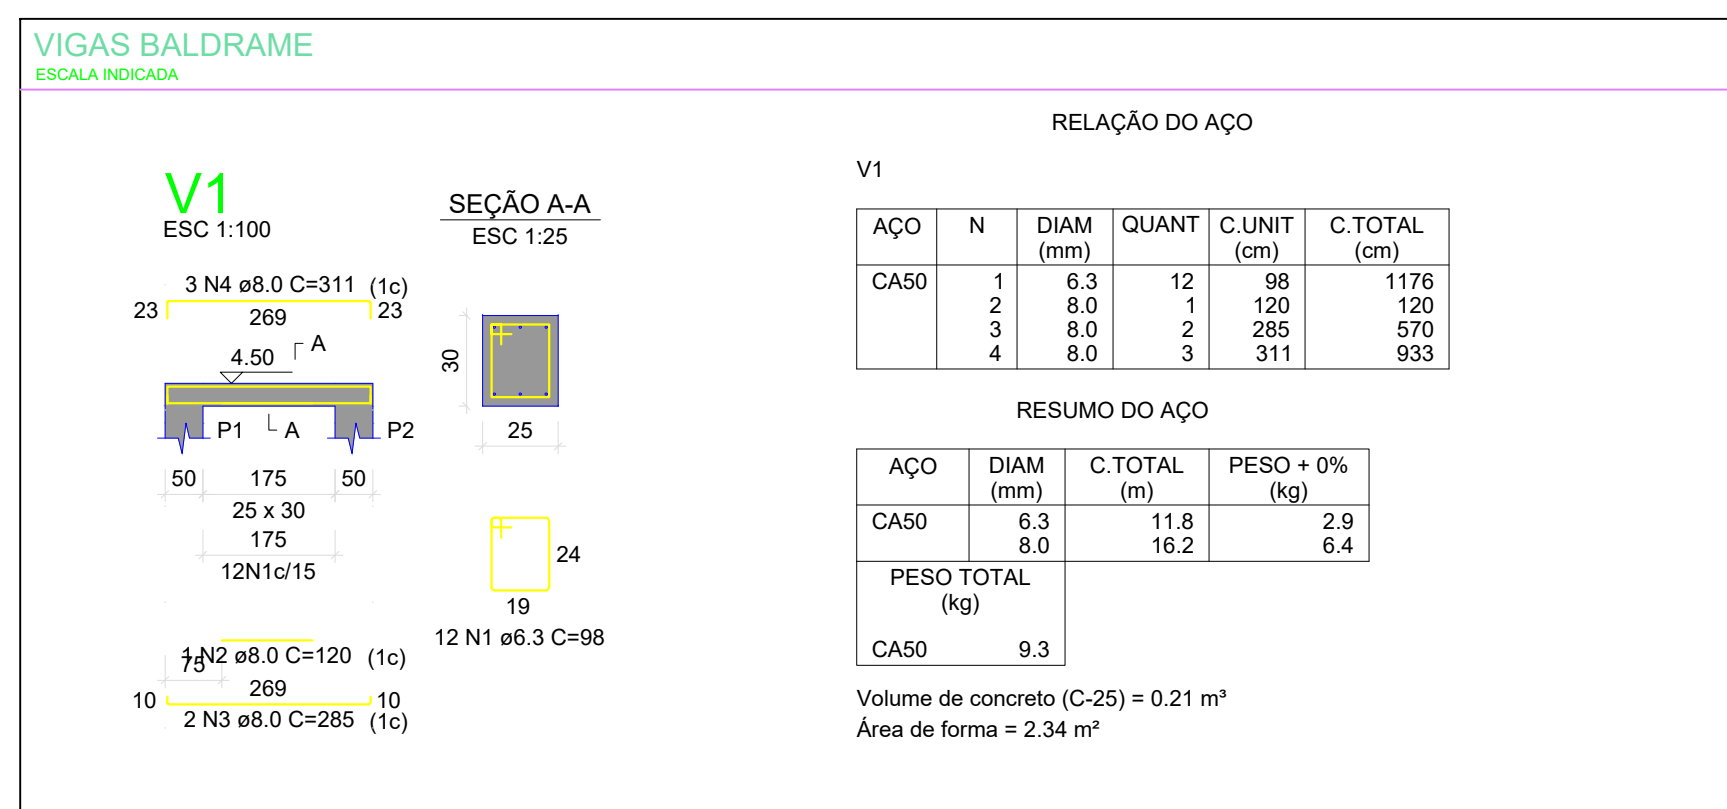 VIGAS BALDRAME
ESCALA INDICADA
V1
ESC 1:100
3 N4 ø8.0 C=311 (1c)
23 269 23
4.50
A
P1 A P2
50 175 50
25 x 30
175
12N1c/15
1 N2 ø8.0 C=120 (1c)
75
10 269 10
2 N3 ø8.0 C=285 (1c)
SEÇÃO A-A
ESC 1:25
30
25
24
19
12 N1 ø6.3 C=98
RELAÇÃO DO AÇO
V1
AÇO N DIAM QUANT C.UNIT C.TOTAL
(mm) (cm) (cm)
CA50 1 6.3 12 98 1176
2 8.0 1 120 120
3 8.0 2 285 570
4 8.0 3 311 933
RESUMO DO AÇO
AÇO DIAM C.TOTAL PESO + 0%
(mm) (m) (kg)
CA50 6.3 11.8 2.9
8.0 16.2 6.4
PESO TOTAL
(kg)
CA50 9.3
Volume de concreto (C-25) = 0.21 m³
Área de forma = 2.34 m²